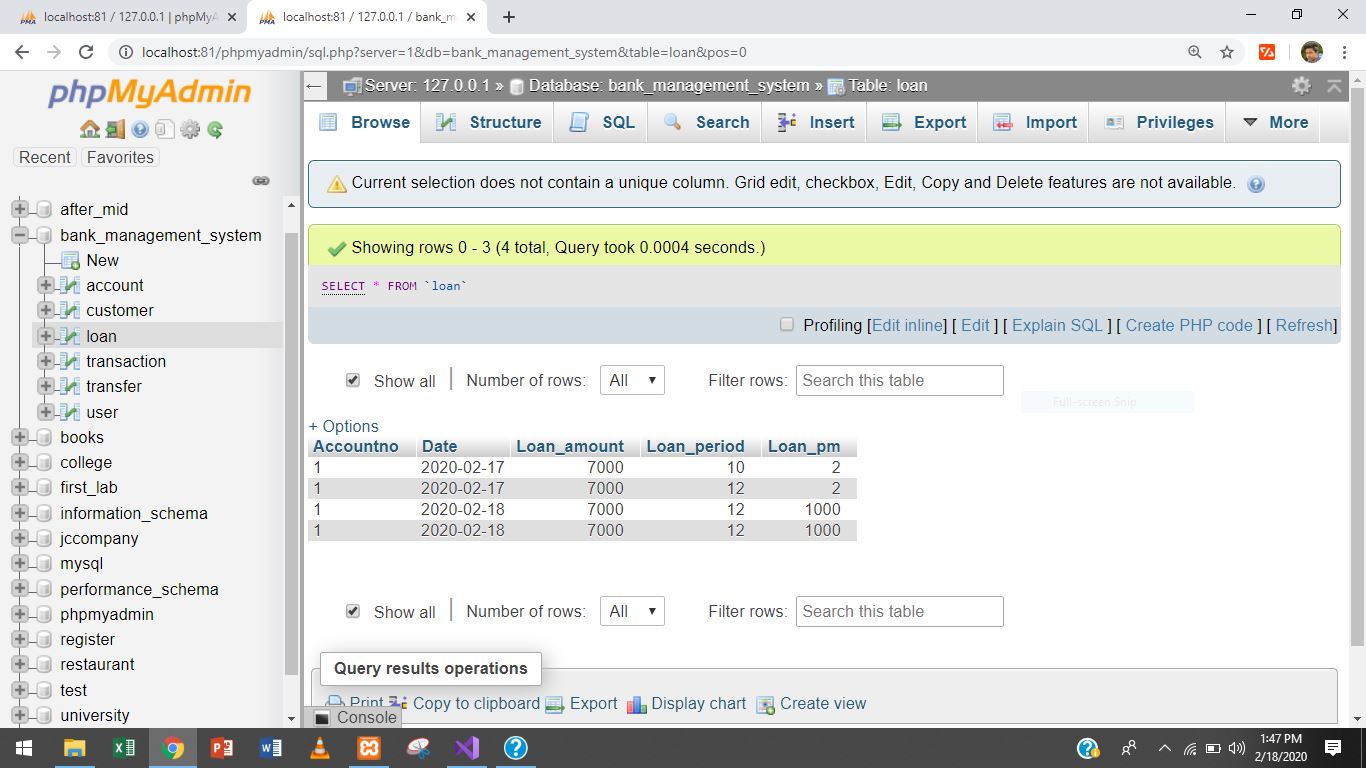 localhost:81 / 127.0.0.1 | phpMyA
localhost:81 / 127.0.0.1 / bank_m
localhost:81/phpmyadmin/sql.php?server=1&db=bank_management_system&table=loan&pos=0
phpMyAdmin
Recent Favorites
after_mid
bank_management_system
New
account
customer
loan
transaction
transfer
user
books
college
first_lab
information_schema
jccompany
mysql
performance_schema
phpmyadmin
register
restaurant
test
university
Server: 127.0.0.1 » Database: bank_management_system » Table: loan
Browse Structure SQL Search Insert Export Import Privileges More
Current selection does not contain a unique column. Grid edit, checkbox, Edit, Copy and Delete features are not available.
Showing rows 0 - 3 (4 total, Query took 0.0004 seconds.)
SELECT * FROM `loan`
Profiling [Edit inline] [ Edit ] [ Explain SQL ] [ Create PHP code ] [ Refresh]
Show all | Number of rows: All Filter rows: Search this table
Full-screen Snip
+ Options
Accountno Date Loan_amount Loan_period Loan_pm
1 2020-02-17 7000 10 2
1 2020-02-17 7000 12 2
1 2020-02-18 7000 12 1000
1 2020-02-18 7000 12 1000
Show all | Number of rows: All Filter rows: Search this table
Query results operations
Print Copy to clipboard Export Display chart Create view
Console
1:47 PM
2/18/2020